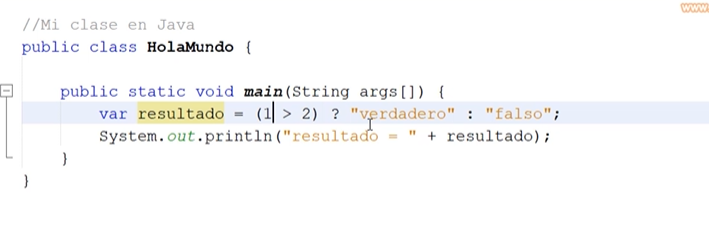 www
//Mi clase en Java
public class HolaMundo {
public static void main(String args[]) {
var resultado = (1 > 2) ? "verdadero" : "falso";
System.out.println("resultado = " + resultado);
}
}